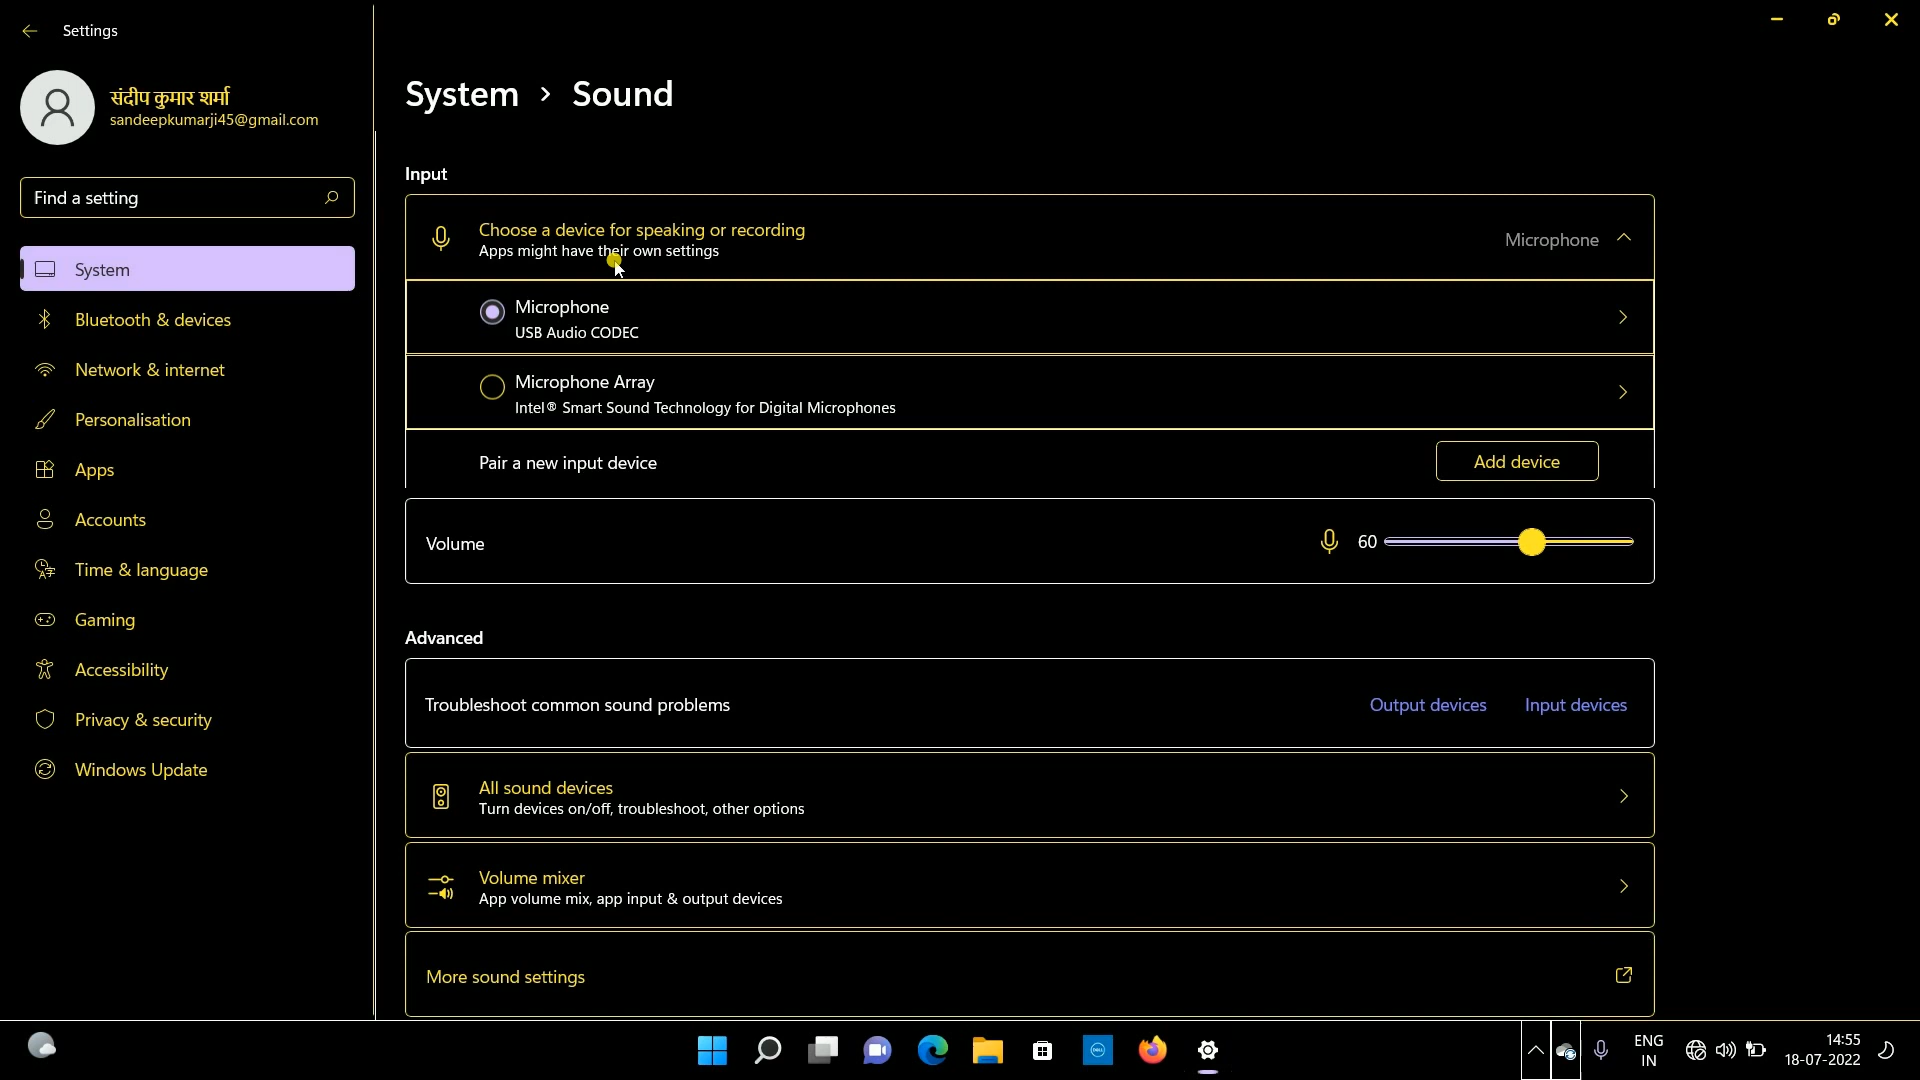 Settings
संदीप कुमार शर्मा
sandeepkumarji45@gmail.com
Find a setting
System
Bluetooth & devices
Network & internet
Personalisation
Apps
Accounts
Time & language
Gaming
Accessibility
Privacy & security
Windows Update
System > Sound
Input
Choose a device for speaking or recording
Apps might have their own settings
Microphone
Microphone
USB Audio CODEC
Microphone Array
Intel® Smart Sound Technology for Digital Microphones
Pair a new input device
Add device
Volume
60
Advanced
Troubleshoot common sound problems
Output devices
Input devices
All sound devices
Turn devices on/off, troubleshoot, other options
Volume mixer
App volume mix, app input & output devices
More sound settings
DELL
ENG
IN
14:55
18-07-2022